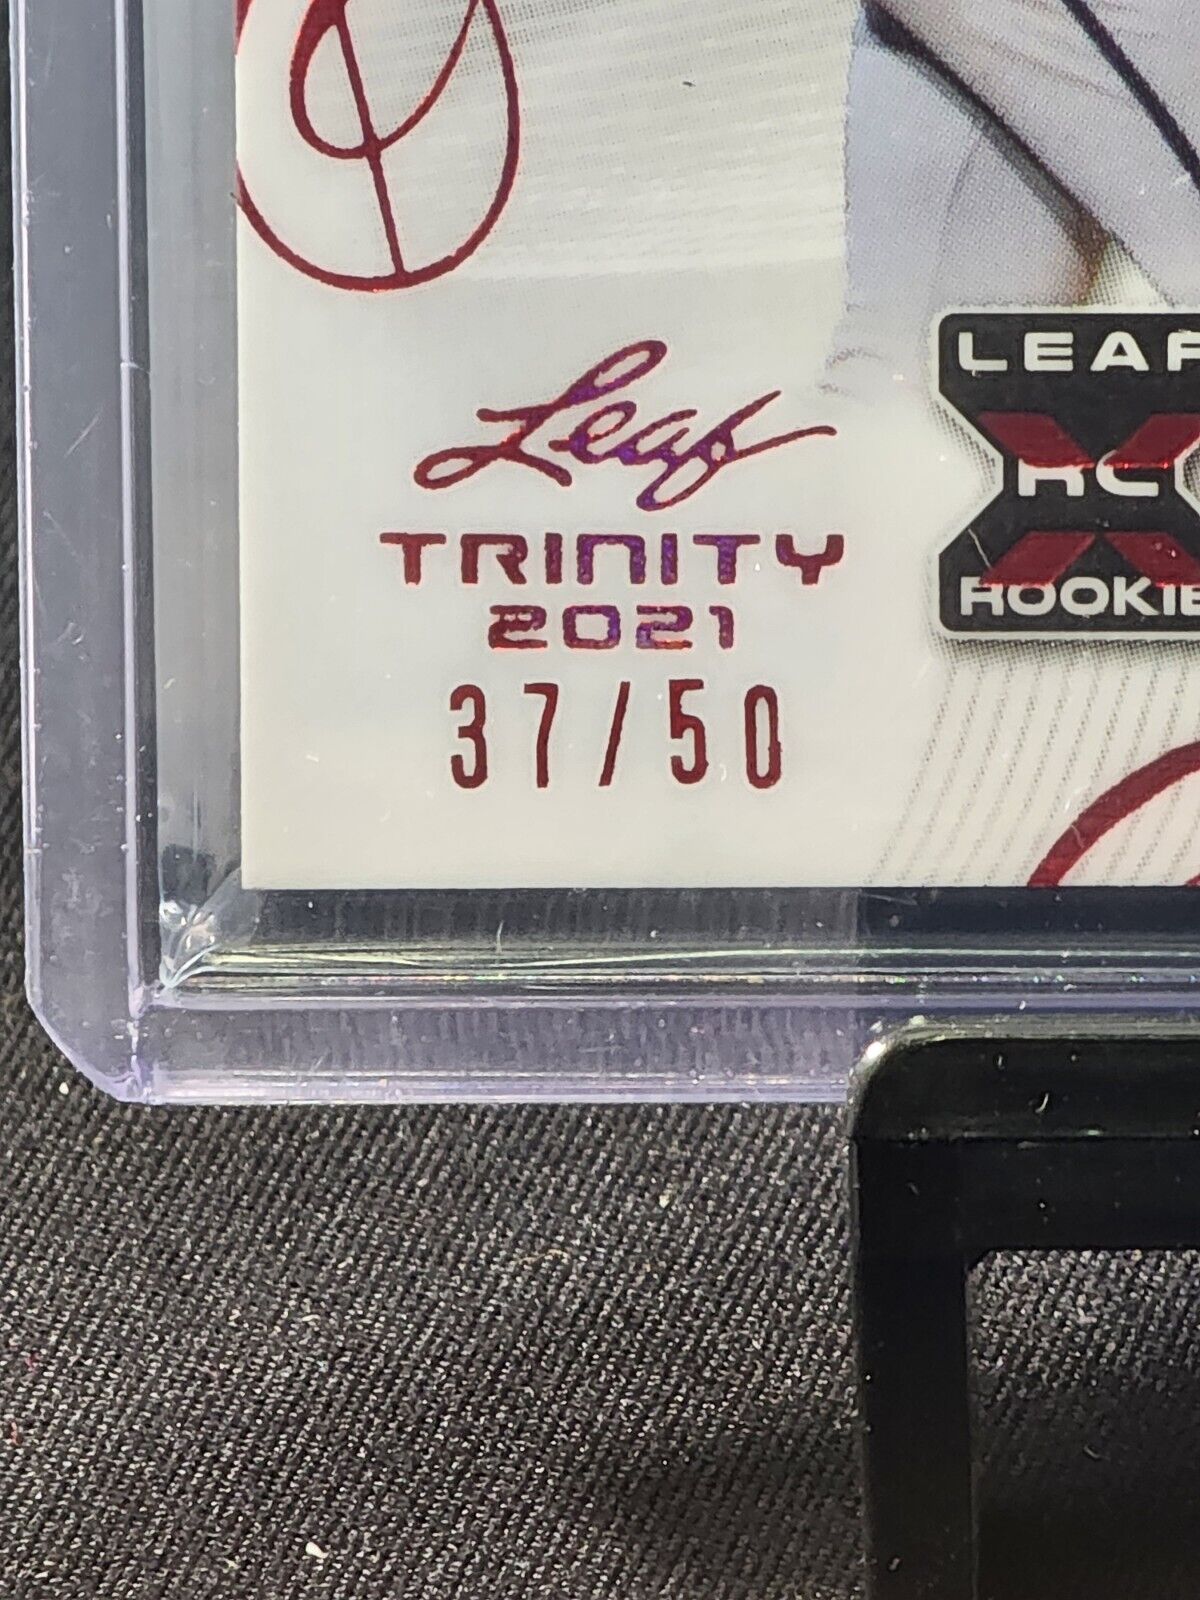 Leaf
TRINITY
2021
37/50
LEAF
RC
ROOKIE